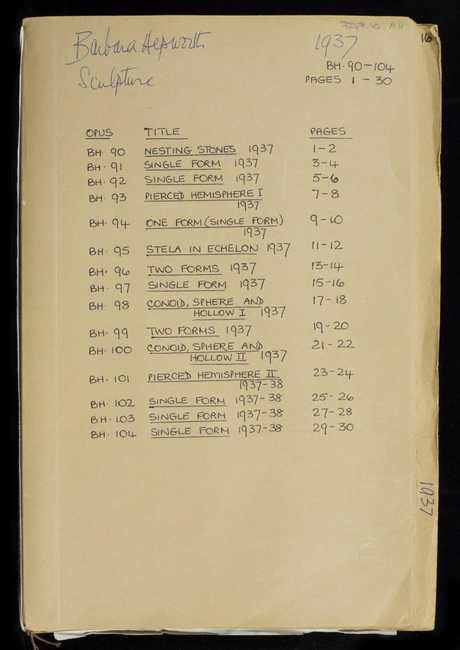 Barbara Hepworth
Sculpture
1937
16
BH·90-104
PAGES 1 - 30
OPUS TITLE PAGES
BH· 90 NESTING STONES 1937 1-2
BH· 91 SINGLE FORM 1937 3-4
BH· 92 SINGLE FORM 1937 5-6
BH· 93 PIERCED HEMISPHERE I 7-8
1937
BH· 94 ONE FORM (SINGLE FORM) 9-10
1937
BH· 95 STELA IN ECHELON 1937 11-12
BH· 96 TWO FORMS 1937 13-14
BH· 97 SINGLE FORM 1937 15-16
BH· 98 CONOID, SPHERE AND 17-18
HOLLOW I 1937
BH· 99 TWO FORMS 1937 19-20
BH· 100 CONOID, SPHERE AND 21-22
HOLLOW II 1937
BH· 101 PIERCED HEMISPHERE II 23-24
1937-38
BH· 102 SINGLE FORM 1937-38 25-26
BH· 103 SINGLE FORM 1937-38 27-28
BH· 104 SINGLE FORM 1937-38 29-30
1937